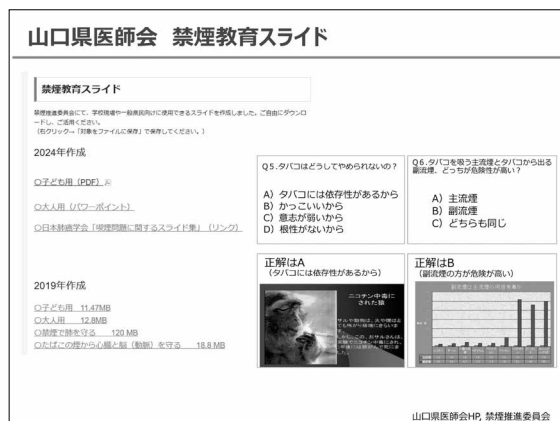 山口県医師会 禁煙教育スライド
禁煙教育スライド
禁煙推進委員会にて、学校現場や一般県民向けに使用できるスライドを作成しました。ご自由にダウンロ
ードし、ご活用ください。
（右クリック→「対象をファイルに保存」で保存してください。）
2024年作成
○子ども用（PDF）
○大人用（パワーポイント）
○日本肺癌学会「喫煙問題に関するスライド集」（リンク）
2019年作成
○子ども用 11.47MB
○大人用 12.8MB
○禁煙で肺を守る 120 MB
○たばこの煙から心臓と脳（動脈）を守る 18.8 MB
Q5.タバコはどうしてやめられないの？
A）タバコには依存性があるから
B）かっこいいから
C）意志が弱いから
D）根性がないから
Q6.タバコを吸う主流煙とタバコから出る
副流煙、どっちが危険性が高い？
A）主流煙
B）副流煙
C）どちらも同じ
正解はA
（タバコには依存性があるから）
ニコチン中毒に
された猿
正解はB
（副流煙の方が危険が高い）
山口県医師会HP, 禁煙推進委員会